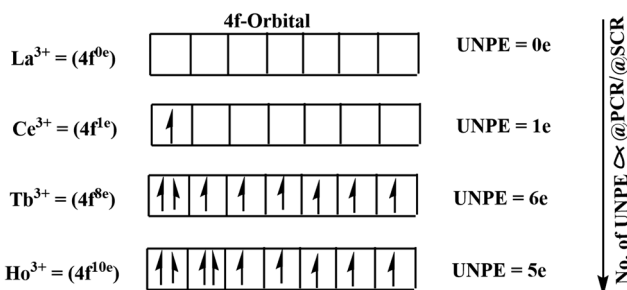 4f-Orbital
La³⁺ = (4f⁰ᵉ) UNPE = 0e
Ce³⁺ = (4f¹ᵉ) UNPE = 1e
Tb³⁺ = (4f⁸ᵉ) UNPE = 6e
Ho³⁺ = (4f¹⁰ᵉ) UNPE = 5e
No. of UNPE ∝ @PCR/@SCR